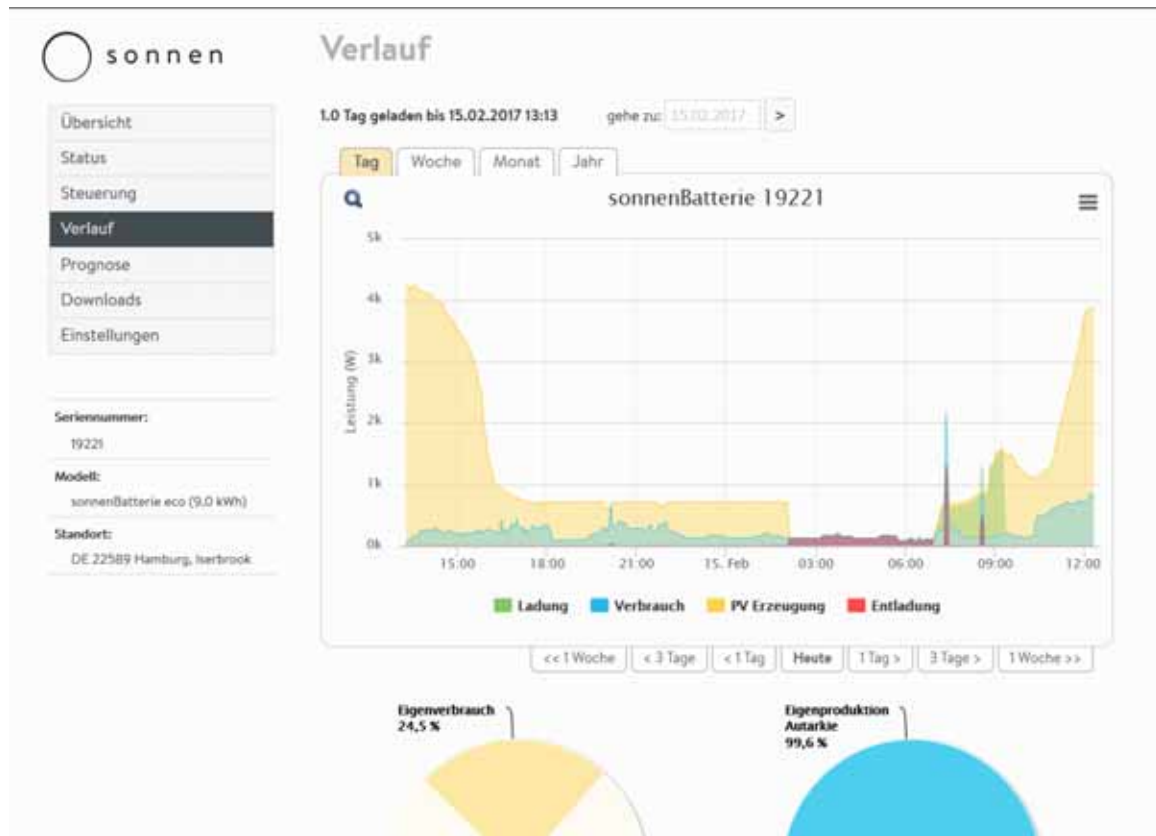 sonnen
Verlauf
Übersicht
Status
Steuerung
Verlauf
Prognose
Downloads
Einstellungen
Seriennummer:
19221
Modell:
sonnenBatterie eco (9,0 kWh)
Standort:
DE 22589 Hamburg, Iserbrook
1.0 Tag geladen bis 15.02.2017 13:13 gehe zu: 15.02.2017 >
Tag Woche Monat Jahr
sonnenBatterie 19221
Leistung (W)
5k
4k
3k
2k
1k
0k
15:00 18:00 21:00 15. Feb 03:00 06:00 09:00 12:00
Ladung Verbrauch PV Erzeugung Entladung
<< 1 Woche < 3 Tage < 1 Tag Heute 1 Tag > 3 Tage > 1 Woche >>
Eigenverbrauch
24,5 %
Eigenproduktion
Autarkie
99,6 %